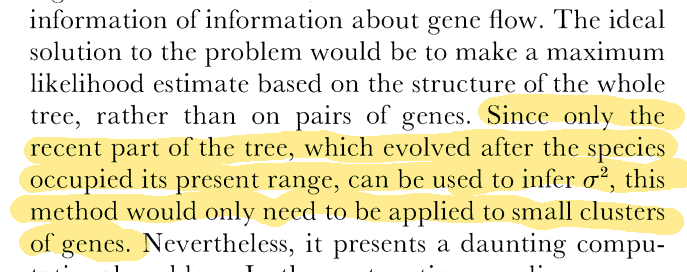 information of information about gene flow. The ideal
solution to the problem would be to make a maximum
likelihood estimate based on the structure of the whole
tree, rather than on pairs of genes. Since only the
recent part of the tree, which evolved after the species
occupied its present range, can be used to infer σ², this
method would only need to be applied to small clusters
of genes. Nevertheless, it presents a daunting compu-